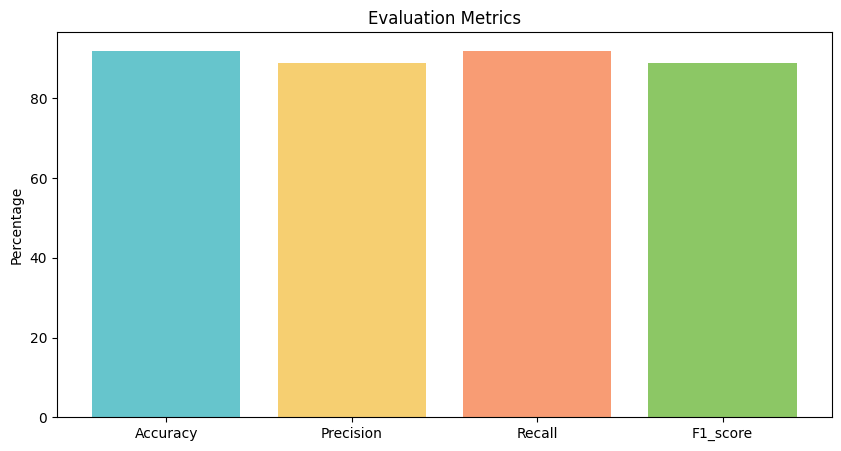 Evaluation Metrics
Percentage
80
60
40
20
0
Accuracy Precision Recall F1_score